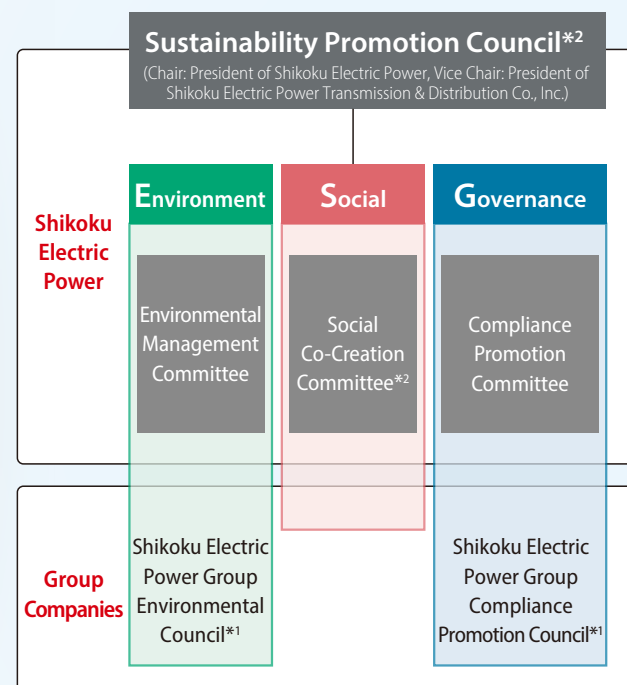 Sustainability Promotion Council*2
(Chair: President of Shikoku Electric Power, Vice Chair: President of
Shikoku Electric Power Transmission & Distribution Co., Inc.)
Environment
Social
Governance
Shikoku
Electric
Power
Environmental
Management
Committee
Social
Co-Creation
Committee*2
Compliance
Promotion
Committee
Group
Companies
Shikoku Electric
Power Group
Environmental
Council*1
Shikoku Electric
Power Group
Compliance
Promotion Council*1